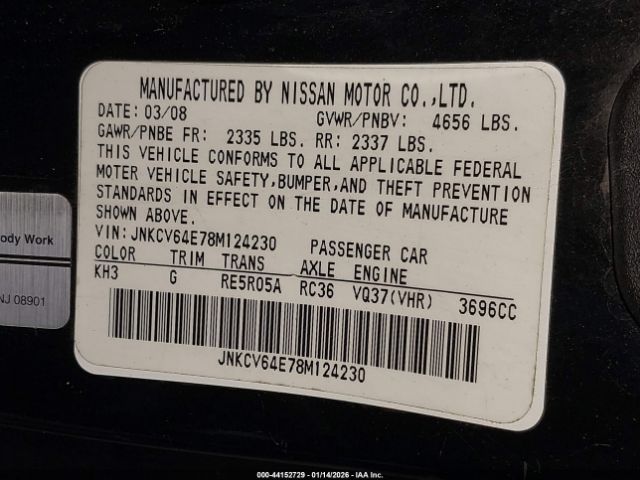 MANUFACTURED BY NISSAN MOTOR CO.,LTD.
DATE: 03/08 GVWR/PNBV: 4656 LBS.
GAWR/PNBE FR: 2335 LBS. RR: 2337 LBS.
THIS VEHICLE CONFORMS TO ALL APPLICABLE FEDERAL
MOTER VEHICLE SAFETY,BUMPER,AND THEFT PREVENTION
STANDARDS IN EFFECT ON THE DATE OF MANUFACTURE
SHOWN ABOVE.
VIN:JNKCV64E78M124230 PASSENGER CAR
COLOR TRIM TRANS AXLE ENGINE
KH3 G RE5R05A RC36 VQ37(VHR) 3696CC
JNKCV64E78M124230
ody Work
NJ 08901
000-44152729 - 01/14/2026 - IAA, Inc.